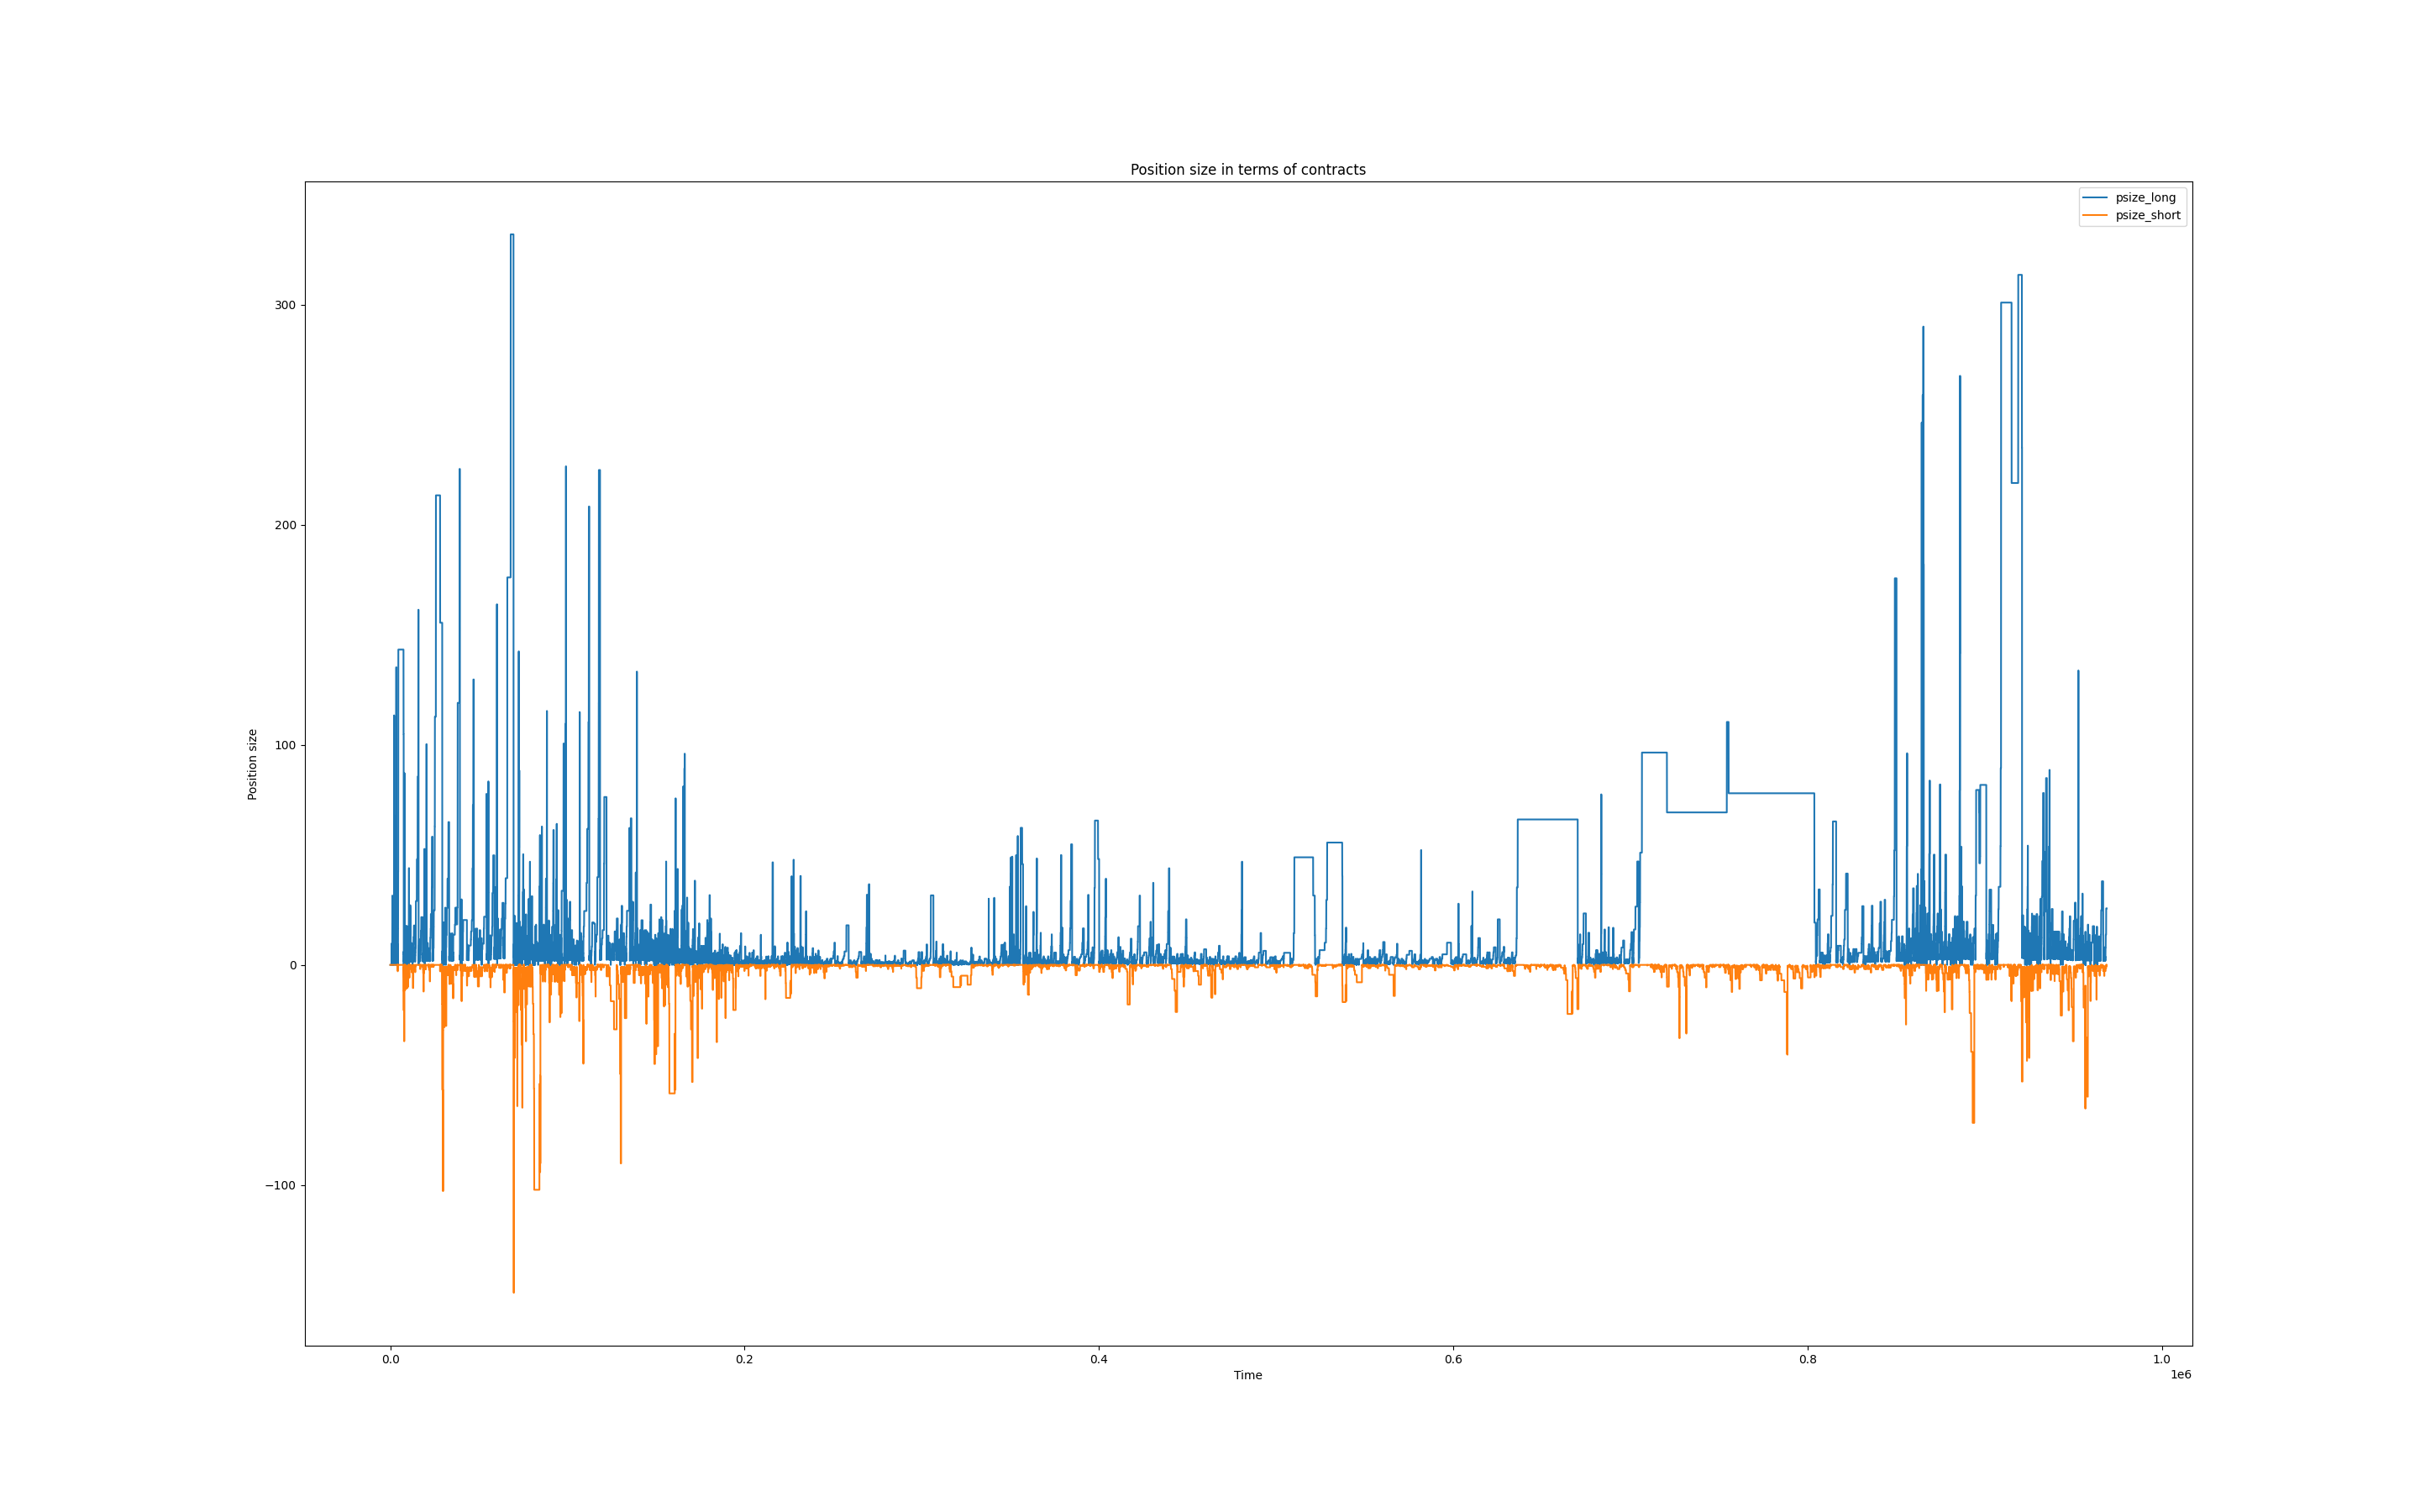 Position size in terms of contracts
psize_long
psize_short
300
200
100
0
−100
Position size
0.0
0.2
0.4
0.6
0.8
1.0
1e6
Time